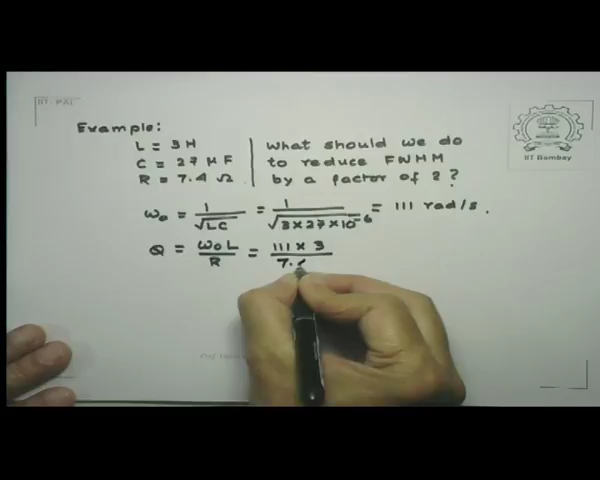 Example:
L = 3 H
C = 27 μF
R = 7.4 Ω
What should we do
to reduce FWHM
by a factor of 2?
ω₀ = 1/√LC = 1/√3×27×10⁻⁶ = 111 rad/s.
Q = ω₀L/R = 111 × 3/7.
IIT Bombay